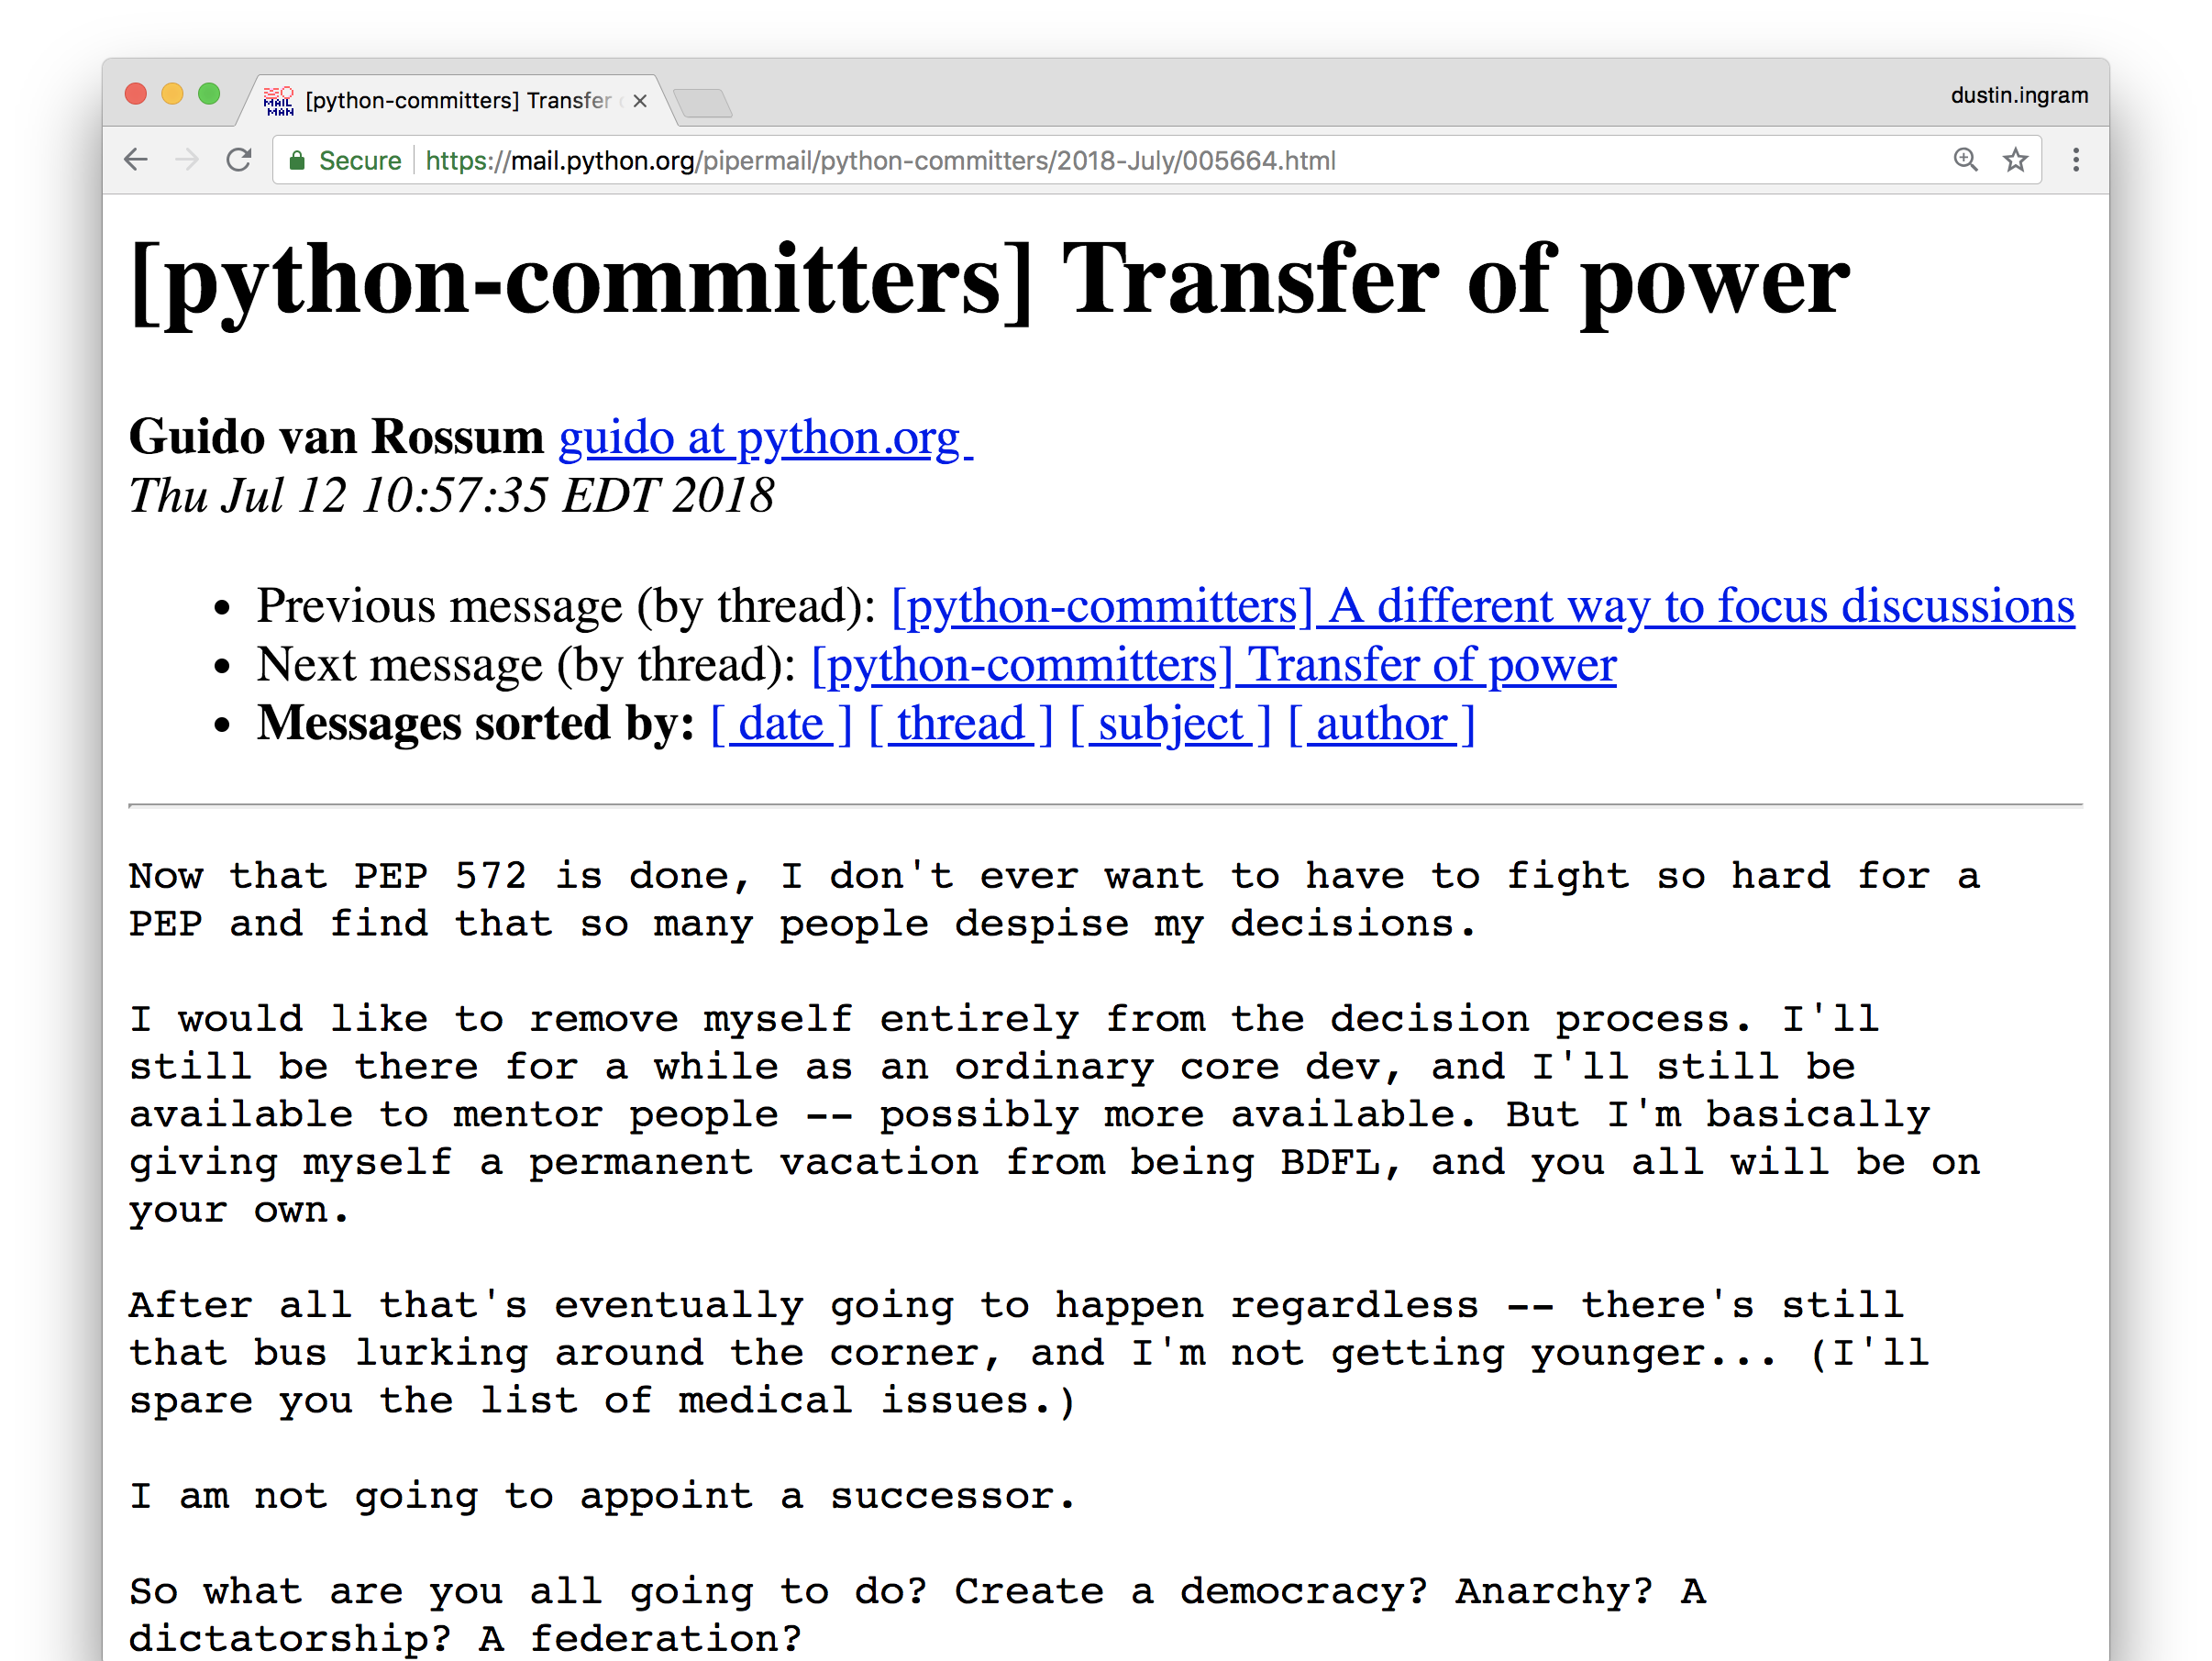 MAIL
MAN
[python-committers] Transfer
dustin.ingram
Secure https://mail.python.org/pipermail/python-committers/2018-July/005664.html
[python-committers] Transfer of power
Guido van Rossum guido at python.org
Thu Jul 12 10:57:35 EDT 2018
• Previous message (by thread): [python-committers] A different way to focus discussions
• Next message (by thread): [python-committers] Transfer of power
• Messages sorted by: [ date ] [ thread ] [ subject ] [ author ]
Now that PEP 572 is done, I don't ever want to have to fight so hard for a
PEP and find that so many people despise my decisions.
I would like to remove myself entirely from the decision process. I'll
still be there for a while as an ordinary core dev, and I'll still be
available to mentor people -- possibly more available. But I'm basically
giving myself a permanent vacation from being BDFL, and you all will be on
your own.
After all that's eventually going to happen regardless -- there's still
that bus lurking around the corner, and I'm not getting younger... (I'll
spare you the list of medical issues.)
I am not going to appoint a successor.
So what are you all going to do? Create a democracy? Anarchy? A
dictatorship? A federation?